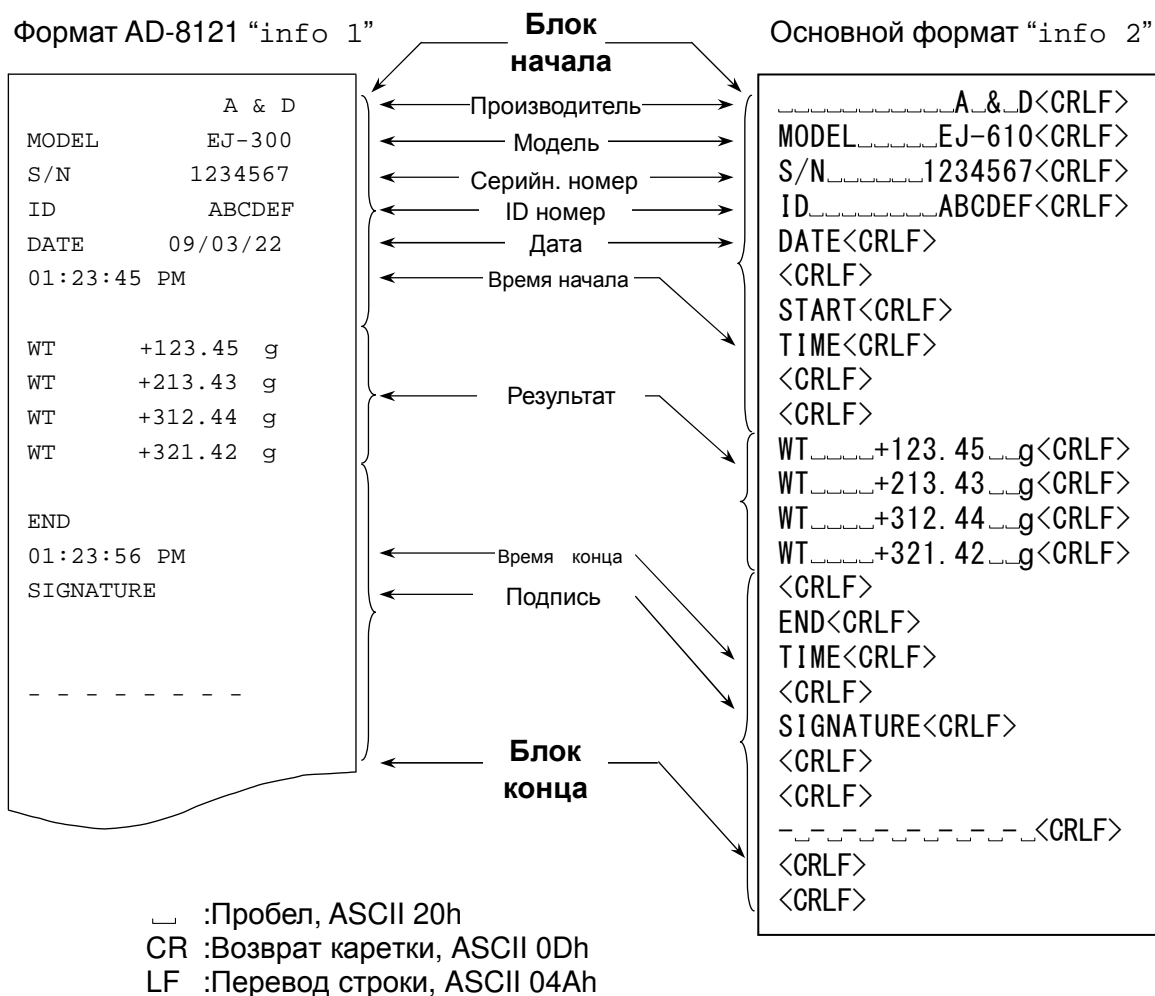 Формат AD-8121 “info 1”
A & D
MODEL EJ-300
S/N 1234567
ID ABCDEF
DATE 09/03/22
01:23:45 PM
WT +123.45 g
WT +213.43 g
WT +312.44 g
WT +321.42 g
END
01:23:56 PM
SIGNATURE
- - - - - - - -
Блок
начала
Производитель
Модель
Серийн. номер
ID номер
Дата
Время начала
Результат
Время конца
Подпись
Блок
конца
Основной формат “info 2”
␣␣␣␣␣␣␣␣␣␣␣A␣&␣D<CRLF>
MODEL␣␣␣␣␣EJ-610<CRLF>
S/N␣␣␣␣␣␣1234567<CRLF>
ID␣␣␣␣␣␣␣␣ABCDEF<CRLF>
DATE<CRLF>
<CRLF>
START<CRLF>
TIME<CRLF>
<CRLF>
<CRLF>
WT␣␣␣␣+123.45␣␣g<CRLF>
WT␣␣␣␣+213.43␣␣g<CRLF>
WT␣␣␣␣+312.44␣␣g<CRLF>
WT␣␣␣␣+321.42␣␣g<CRLF>
<CRLF>
END<CRLF>
TIME<CRLF>
<CRLF>
SIGNATURE<CRLF>
<CRLF>
<CRLF>
-␣-␣-␣-␣-␣-␣-␣-␣<CRLF>
<CRLF>
<CRLF>
␣ :Пробел, ASCII 20h
CR :Возврат каретки, ASCII 0Dh
LF :Перевод строки, ASCII 04Ah